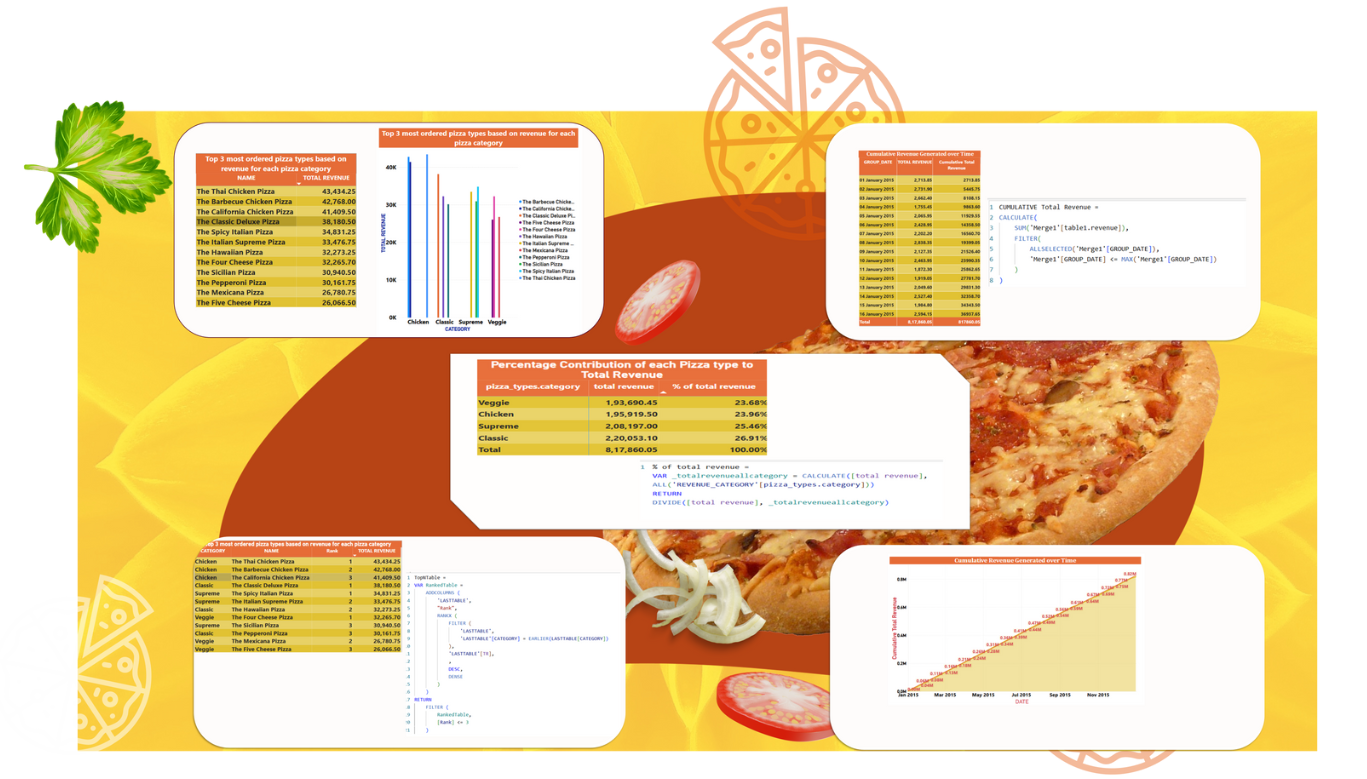 Top 3 most ordered pizza types based on
revenue for each pizza category
NAME TOTAL REVENUE
The Thai Chicken Pizza 43,434.25
The Barbecue Chicken Pizza 42,768.00
The California Chicken Pizza 41,409.50
The Classic Deluxe Pizza 38,180.50
The Spicy Italian Pizza 34,831.25
The Italian Supreme Pizza 33,476.75
The Hawaiian Pizza 32,273.25
The Four Cheese Pizza 32,265.70
The Sicilian Pizza 30,940.50
The Pepperoni Pizza 30,161.75
The Mexicana Pizza 26,780.75
The Five Cheese Pizza 26,066.50
Top 3 most ordered pizza types based on revenue for each
pizza category
TOTAL REVENUE
40K
30K
20K
10K
0K
Chicken Classic Supreme Veggie
CATEGORY
The Barbecue Chicke...
The California Chicke...
The Classic Deluxe Pi...
The Five Cheese Pizza
The Four Cheese Pizza
The Hawaiian Pizza
The Italian Supreme ...
The Mexicana Pizza
The Pepperoni Pizza
The Sicilian Pizza
The Spicy Italian Pizza
The Thai Chicken Pizza
Cumulative Revenue Generated over Time
GROUP_DATE TOTAL REVENUE Cumulative Total
Revenue
01 January 2015 2,713.85 2713.85
02 January 2015 2,731.90 5445.75
03 January 2015 2,662.40 8108.15
04 January 2015 1,755.45 9863.60
05 January 2015 2,065.95 11929.55
06 January 2015 2,428.95 14358.50
07 January 2015 2,202.20 16560.70
08 January 2015 2,838.35 19399.05
09 January 2015 2,127.35 21526.40
10 January 2015 2,463.95 23990.35
11 January 2015 1,872.30 25862.65
12 January 2015 1,919.05 27781.70
13 January 2015 2,049.60 29831.30
14 January 2015 2,527.40 32358.70
15 January 2015 1,984.80 34343.50
16 January 2015 2,594.15 36937.65
Total 8,17,860.05 817860.05
1 CUMULATIVE Total Revenue =
2 CALCULATE(
3 SUM('Merge1'[table1.revenue]),
4 FILTER(
5 ALLSELECTED('Merge1'[GROUP_DATE]),
6 'Merge1'[GROUP_DATE] <= MAX('Merge1'[GROUP_DATE])
7 )
8 )
Percentage Contribution of each Pizza type to
Total Revenue
pizza_types.category total revenue % of total revenue
Veggie 1,93,690.45 23.68%
Chicken 1,95,919.50 23.96%
Supreme 2,08,197.00 25.46%
Classic 2,20,053.10 26.91%
Total 8,17,860.05 100.00%
1 % of total revenue =
VAR _totalrevenueallcategory = CALCULATE([total revenue],
ALL('REVENUE_CATEGORY'[pizza_types.category]))
RETURN
DIVIDE([total revenue], _totalrevenueallcategory)
Top 3 most ordered pizza types based on revenue for each pizza category
CATEGORY NAME Rank TOTAL REVENUE
Chicken The Thai Chicken Pizza 1 43,434.25
Chicken The Barbecue Chicken Pizza 2 42,768.00
Chicken The California Chicken Pizza 3 41,409.50
Classic The Classic Deluxe Pizza 1 38,180.50
Supreme The Spicy Italian Pizza 1 34,831.25
Supreme The Italian Supreme Pizza 2 33,476.75
Classic The Hawaiian Pizza 2 32,273.25
Veggie The Four Cheese Pizza 1 32,265.70
Supreme The Sicilian Pizza 3 30,940.50
Classic The Pepperoni Pizza 3 30,161.75
Veggie The Mexicana Pizza 2 26,780.75
Veggie The Five Cheese Pizza 3 26,066.50
1 TopNTable =
2 VAR RankedTable =
3 ADDCOLUMNS (
4 'LASTTABLE',
5 "Rank",
6 RANKX (
7 FILTER (
8 'LASTTABLE',
9 'LASTTABLE'[CATEGORY] = EARLIER(LASTTABLE[CATEGORY])
),
'LASTTABLE'[TR],
,
DESC,
DENSE
)
)
RETURN
FILTER (
RankedTable,
[Rank] <= 3
)
Cumulative Revenue Generated over Time
Cumulative Total Revenue
0.8M
0.6M
0.4M
0.2M
0.0M
Jan 2015 Mar 2015 May 2015 Jul 2015 Sep 2015 Nov 2015
DATE